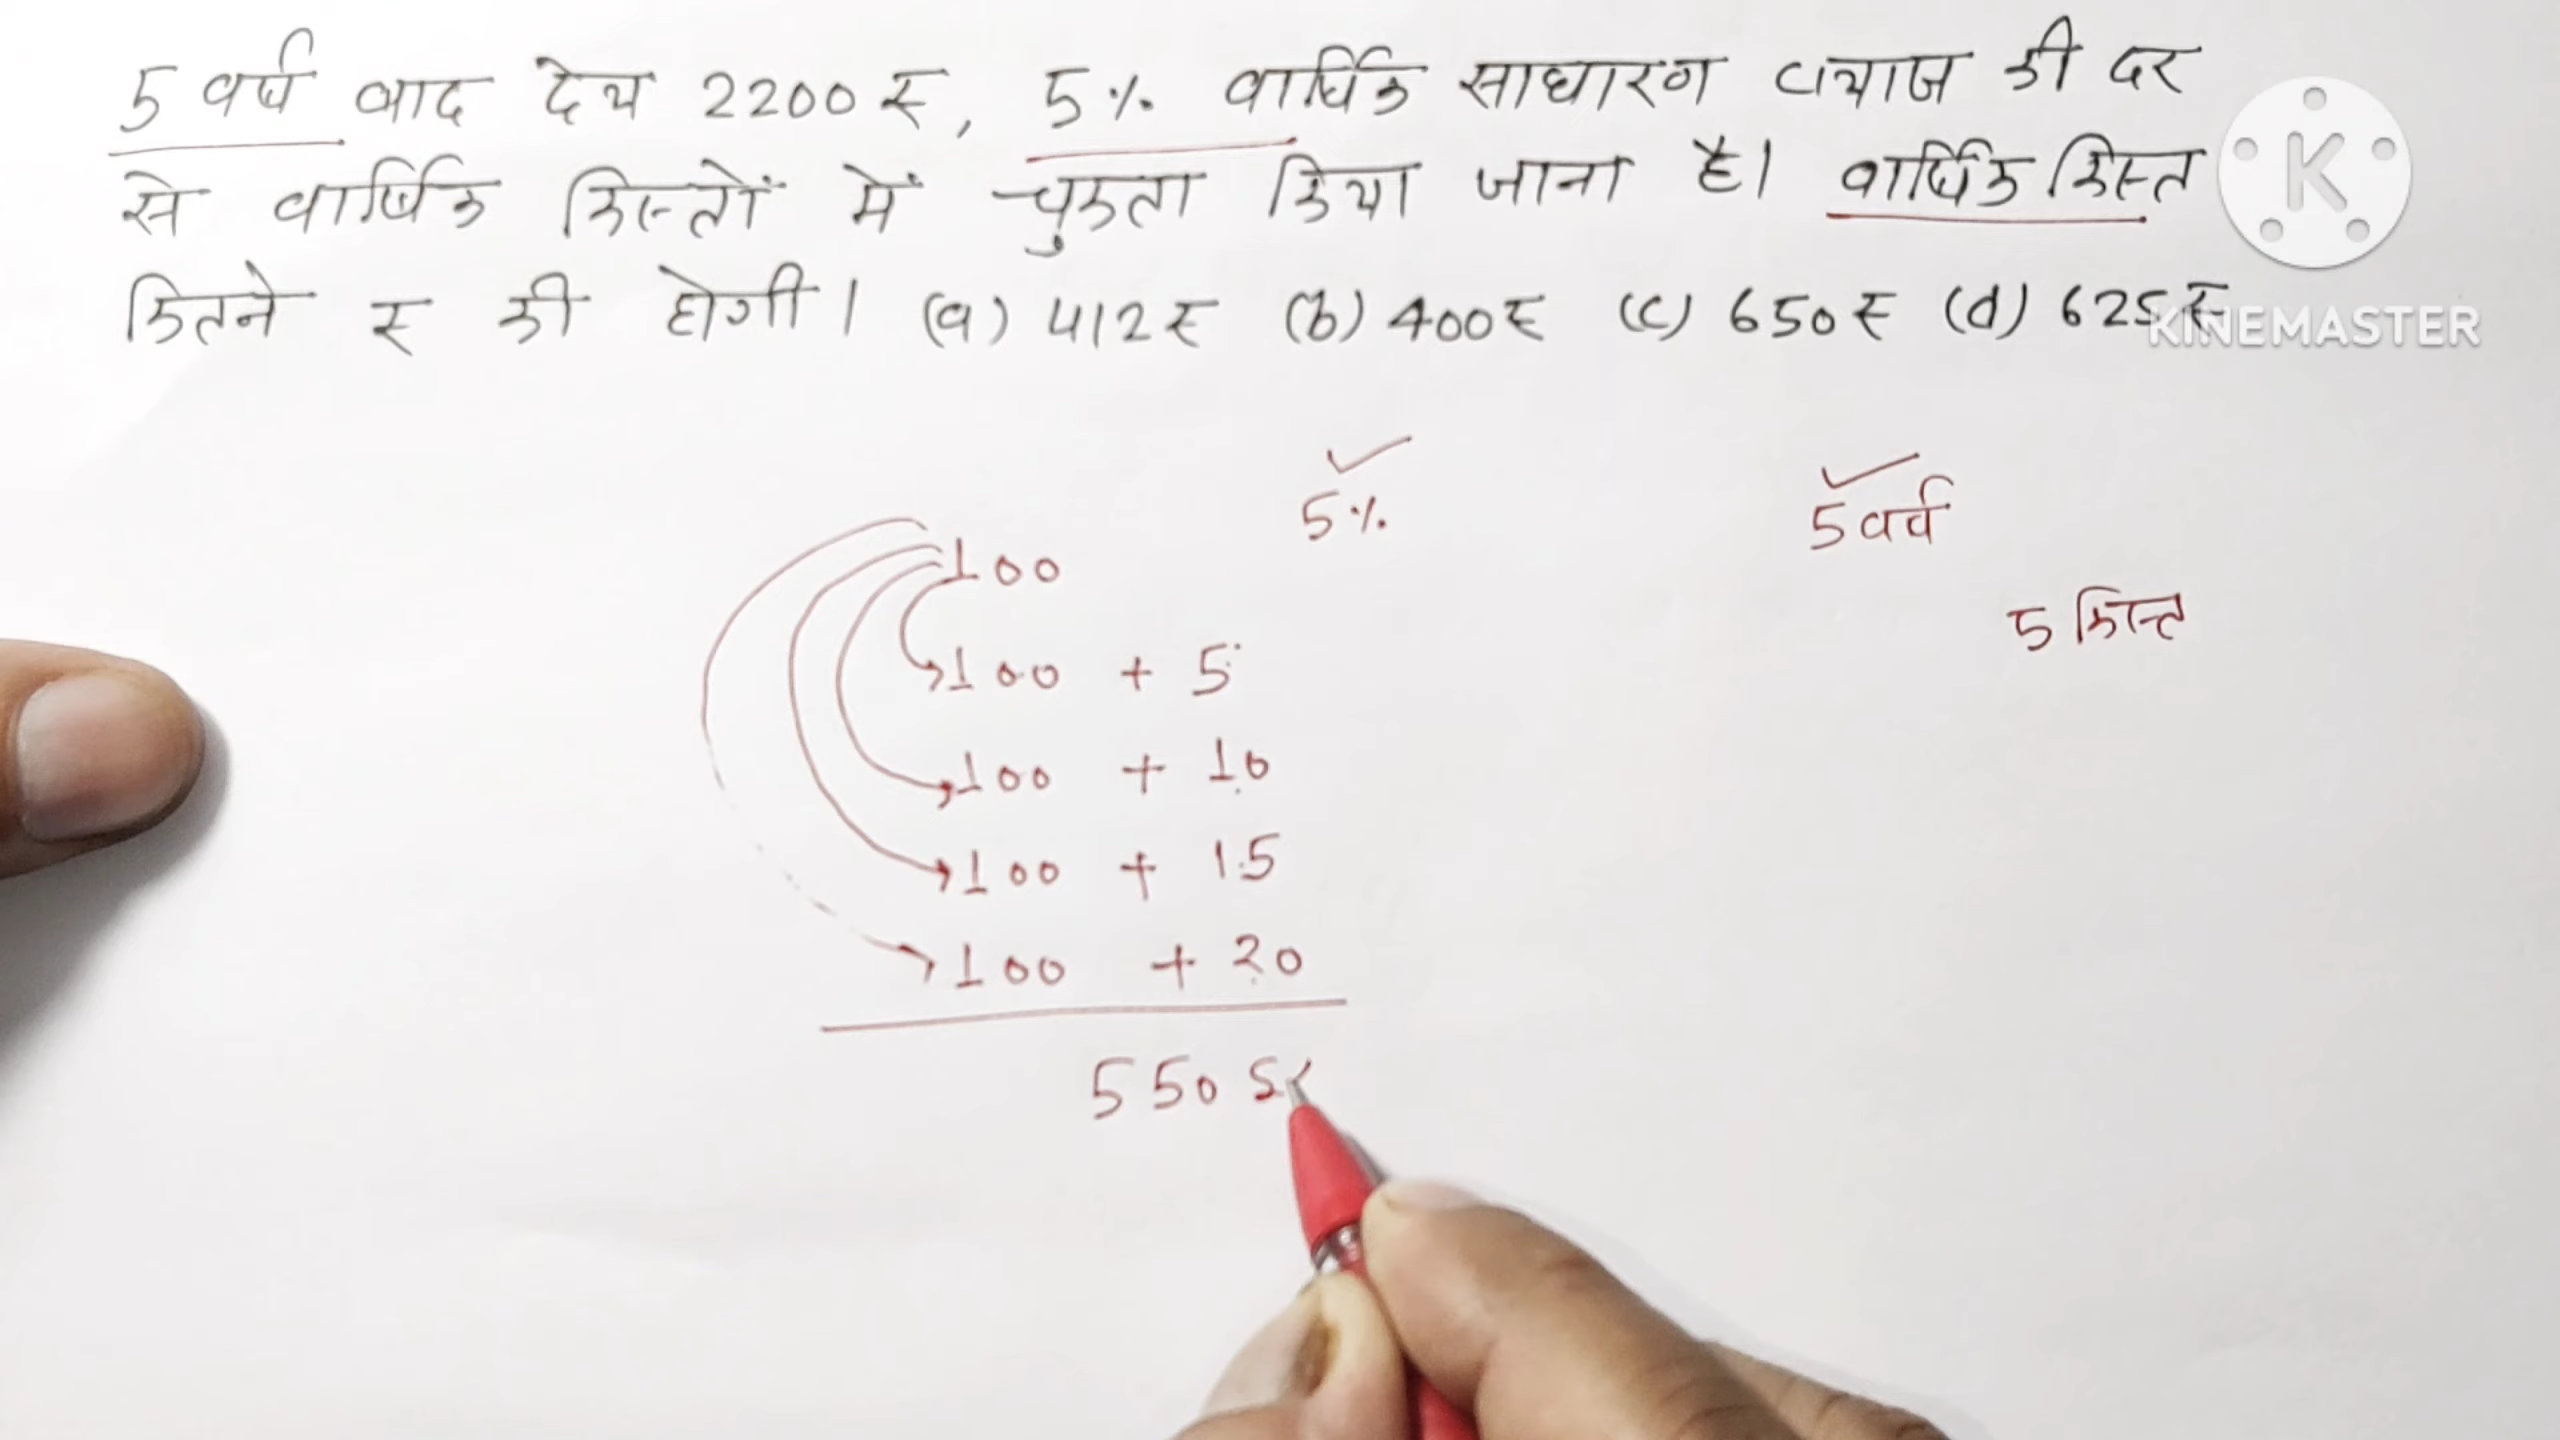 5 वर्ष बाद देय 2200 रु, 5% वार्षिक साधारण ब्याज की दर
से वार्षिक किस्तों में चुकता किया जाना है। वार्षिक किस्त
कितने रु की होगी। (a) 412 रु (b) 400 रु (c) 650 रु (d) 625 रु
K
KINEMASTER
5%
5 वर्ष
100
5 किस्त
100 + 5
100 + 10
100 + 15
100 + 20
550